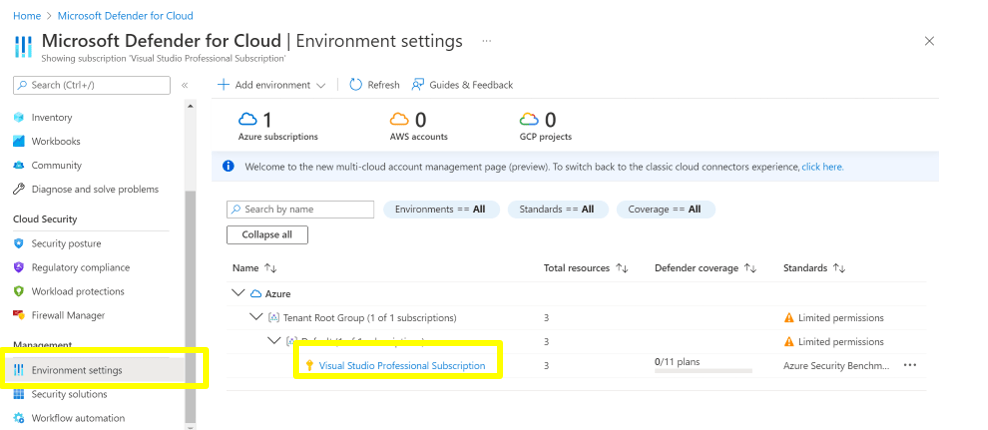 Home > Microsoft Defender for Cloud >
Microsoft Defender for Cloud | Environment settings ...
Showing subscription 'Visual Studio Professional Subscription'
Search (Ctrl+/)
«
Inventory
Workbooks
Community
Diagnose and solve problems
Cloud Security
Security posture
Regulatory compliance
Workload protections
Firewall Manager
Management
Environment settings
Security solutions
Workflow automation
Add environment
Refresh
Guides & Feedback
1
Azure subscriptions
0
AWS accounts
0
GCP projects
Welcome to the new multi-cloud account management page (preview). To switch back to the classic cloud connectors experience, click here.
Search by name
Environments == All
Standards == All
Coverage == All
Collapse all
Name Total resources Defender coverage Standards
Azure
Tenant Root Group (1 of 1 subscriptions) 3 Limited permissions
Default (1 of 1 subscriptions) 3 Limited permissions
Visual Studio Professional Subscription 3 0/11 plans Azure Security Benchm... ...